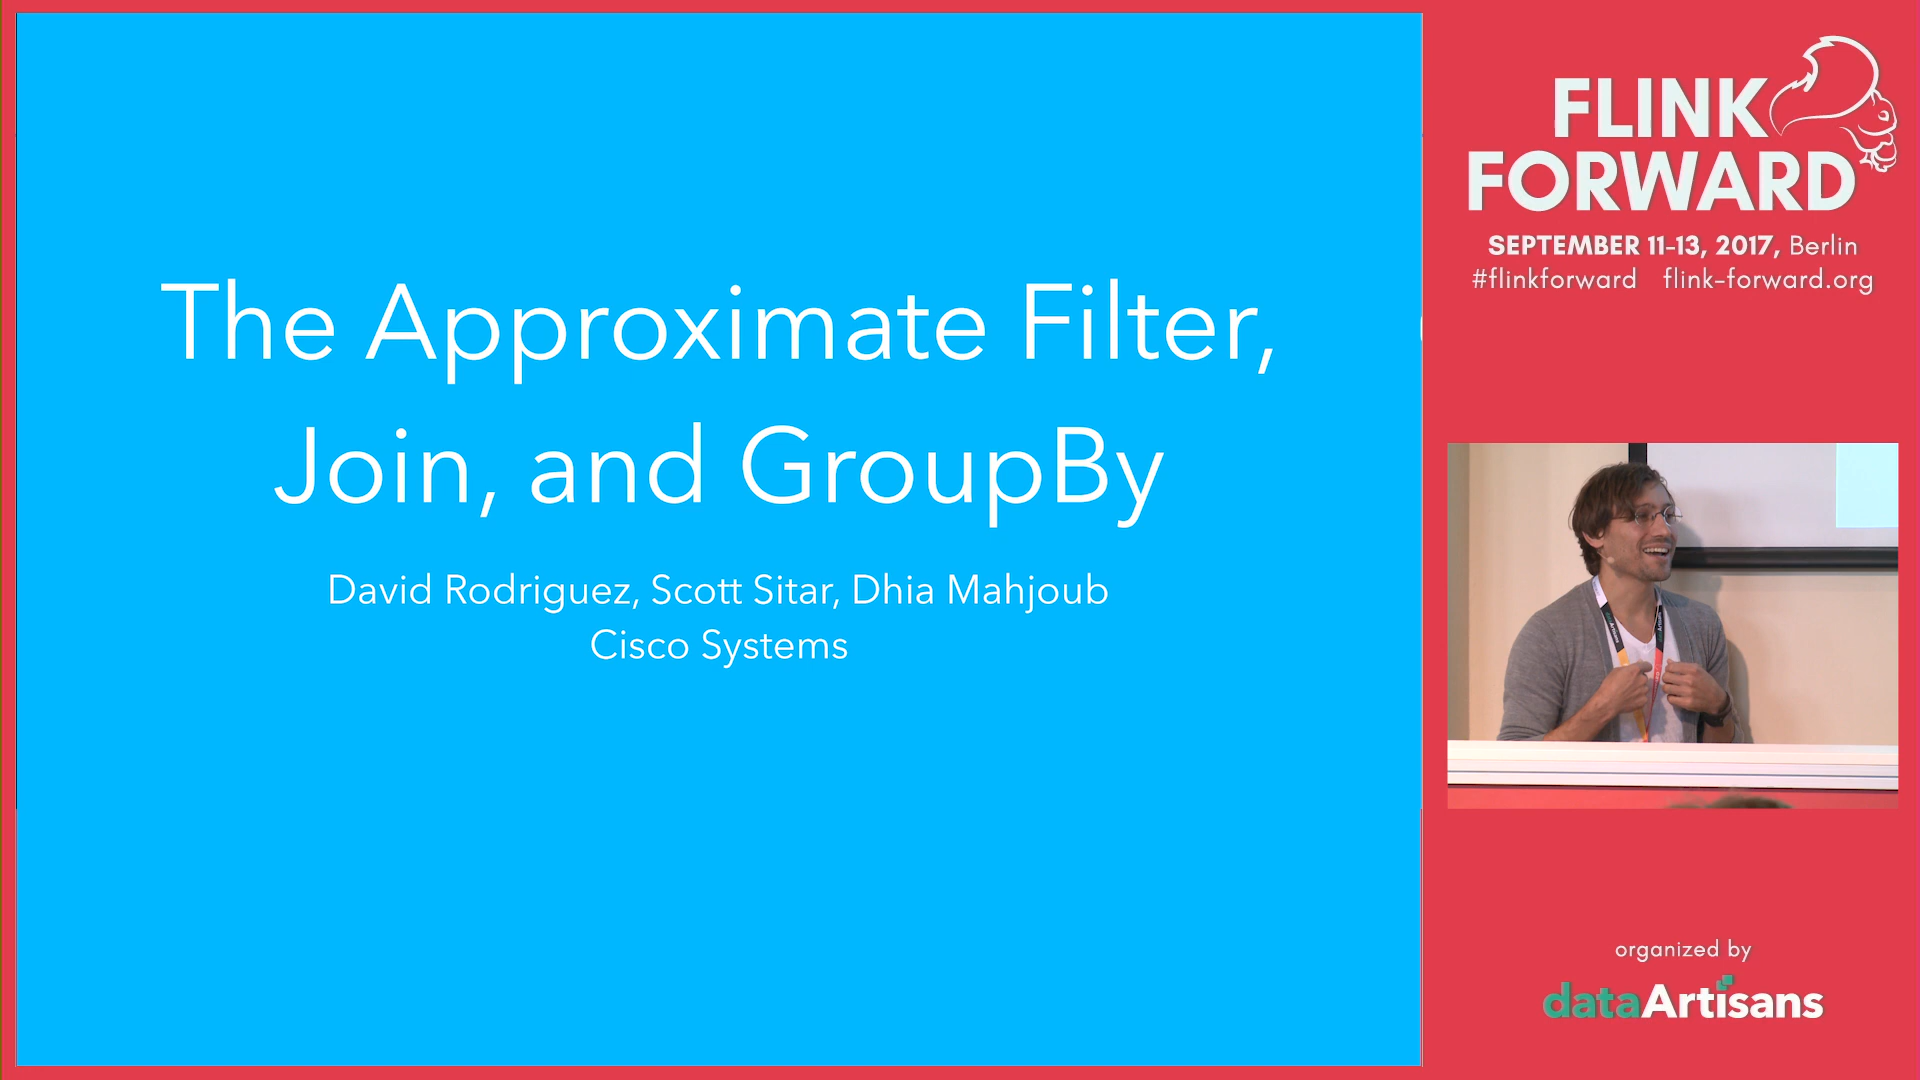 The Approximate Filter,
Join, and GroupBy
David Rodriguez, Scott Sitar, Dhia Mahjoub
Cisco Systems
FLINK
FORWARD
SEPTEMBER 11-13, 2017, Berlin
#flinkforward flink-forward.org
organized by
dataArtisans